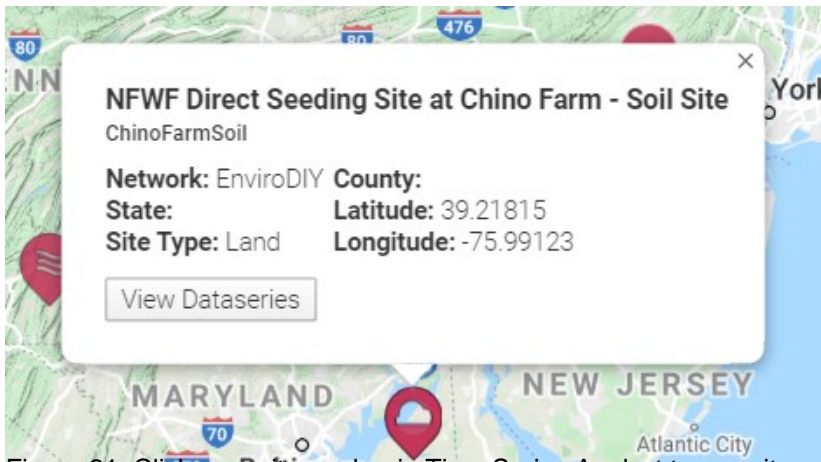 80
80
476
NN
York
×
NFWF Direct Seeding Site at Chino Farm - Soil Site
ChinoFarmSoil
Network: EnviroDIY County:
State: Latitude: 39.21815
Site Type: Land Longitude: -75.99123
View Dataseries
MARYLAND
NEW JERSEY
70
Atlantic City